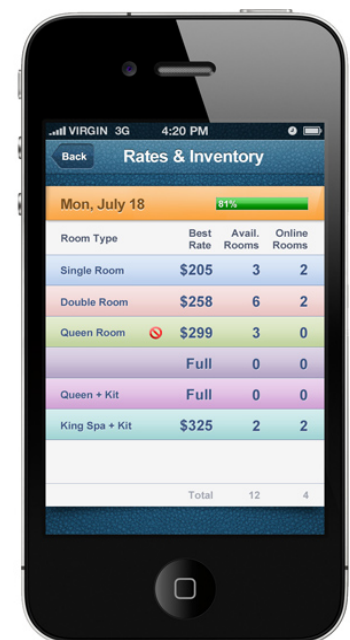 VIRGIN 3G 4:20 PM
Back Rates & Inventory
Mon, July 18 81%
Room Type Best Rate Avail. Rooms Online Rooms
Single Room $205 3 2
Double Room $258 6 2
Queen Room $299 3 0
Full 0 0
Queen + Kit Full 0 0
King Spa + Kit $325 2 2
Total 12 4